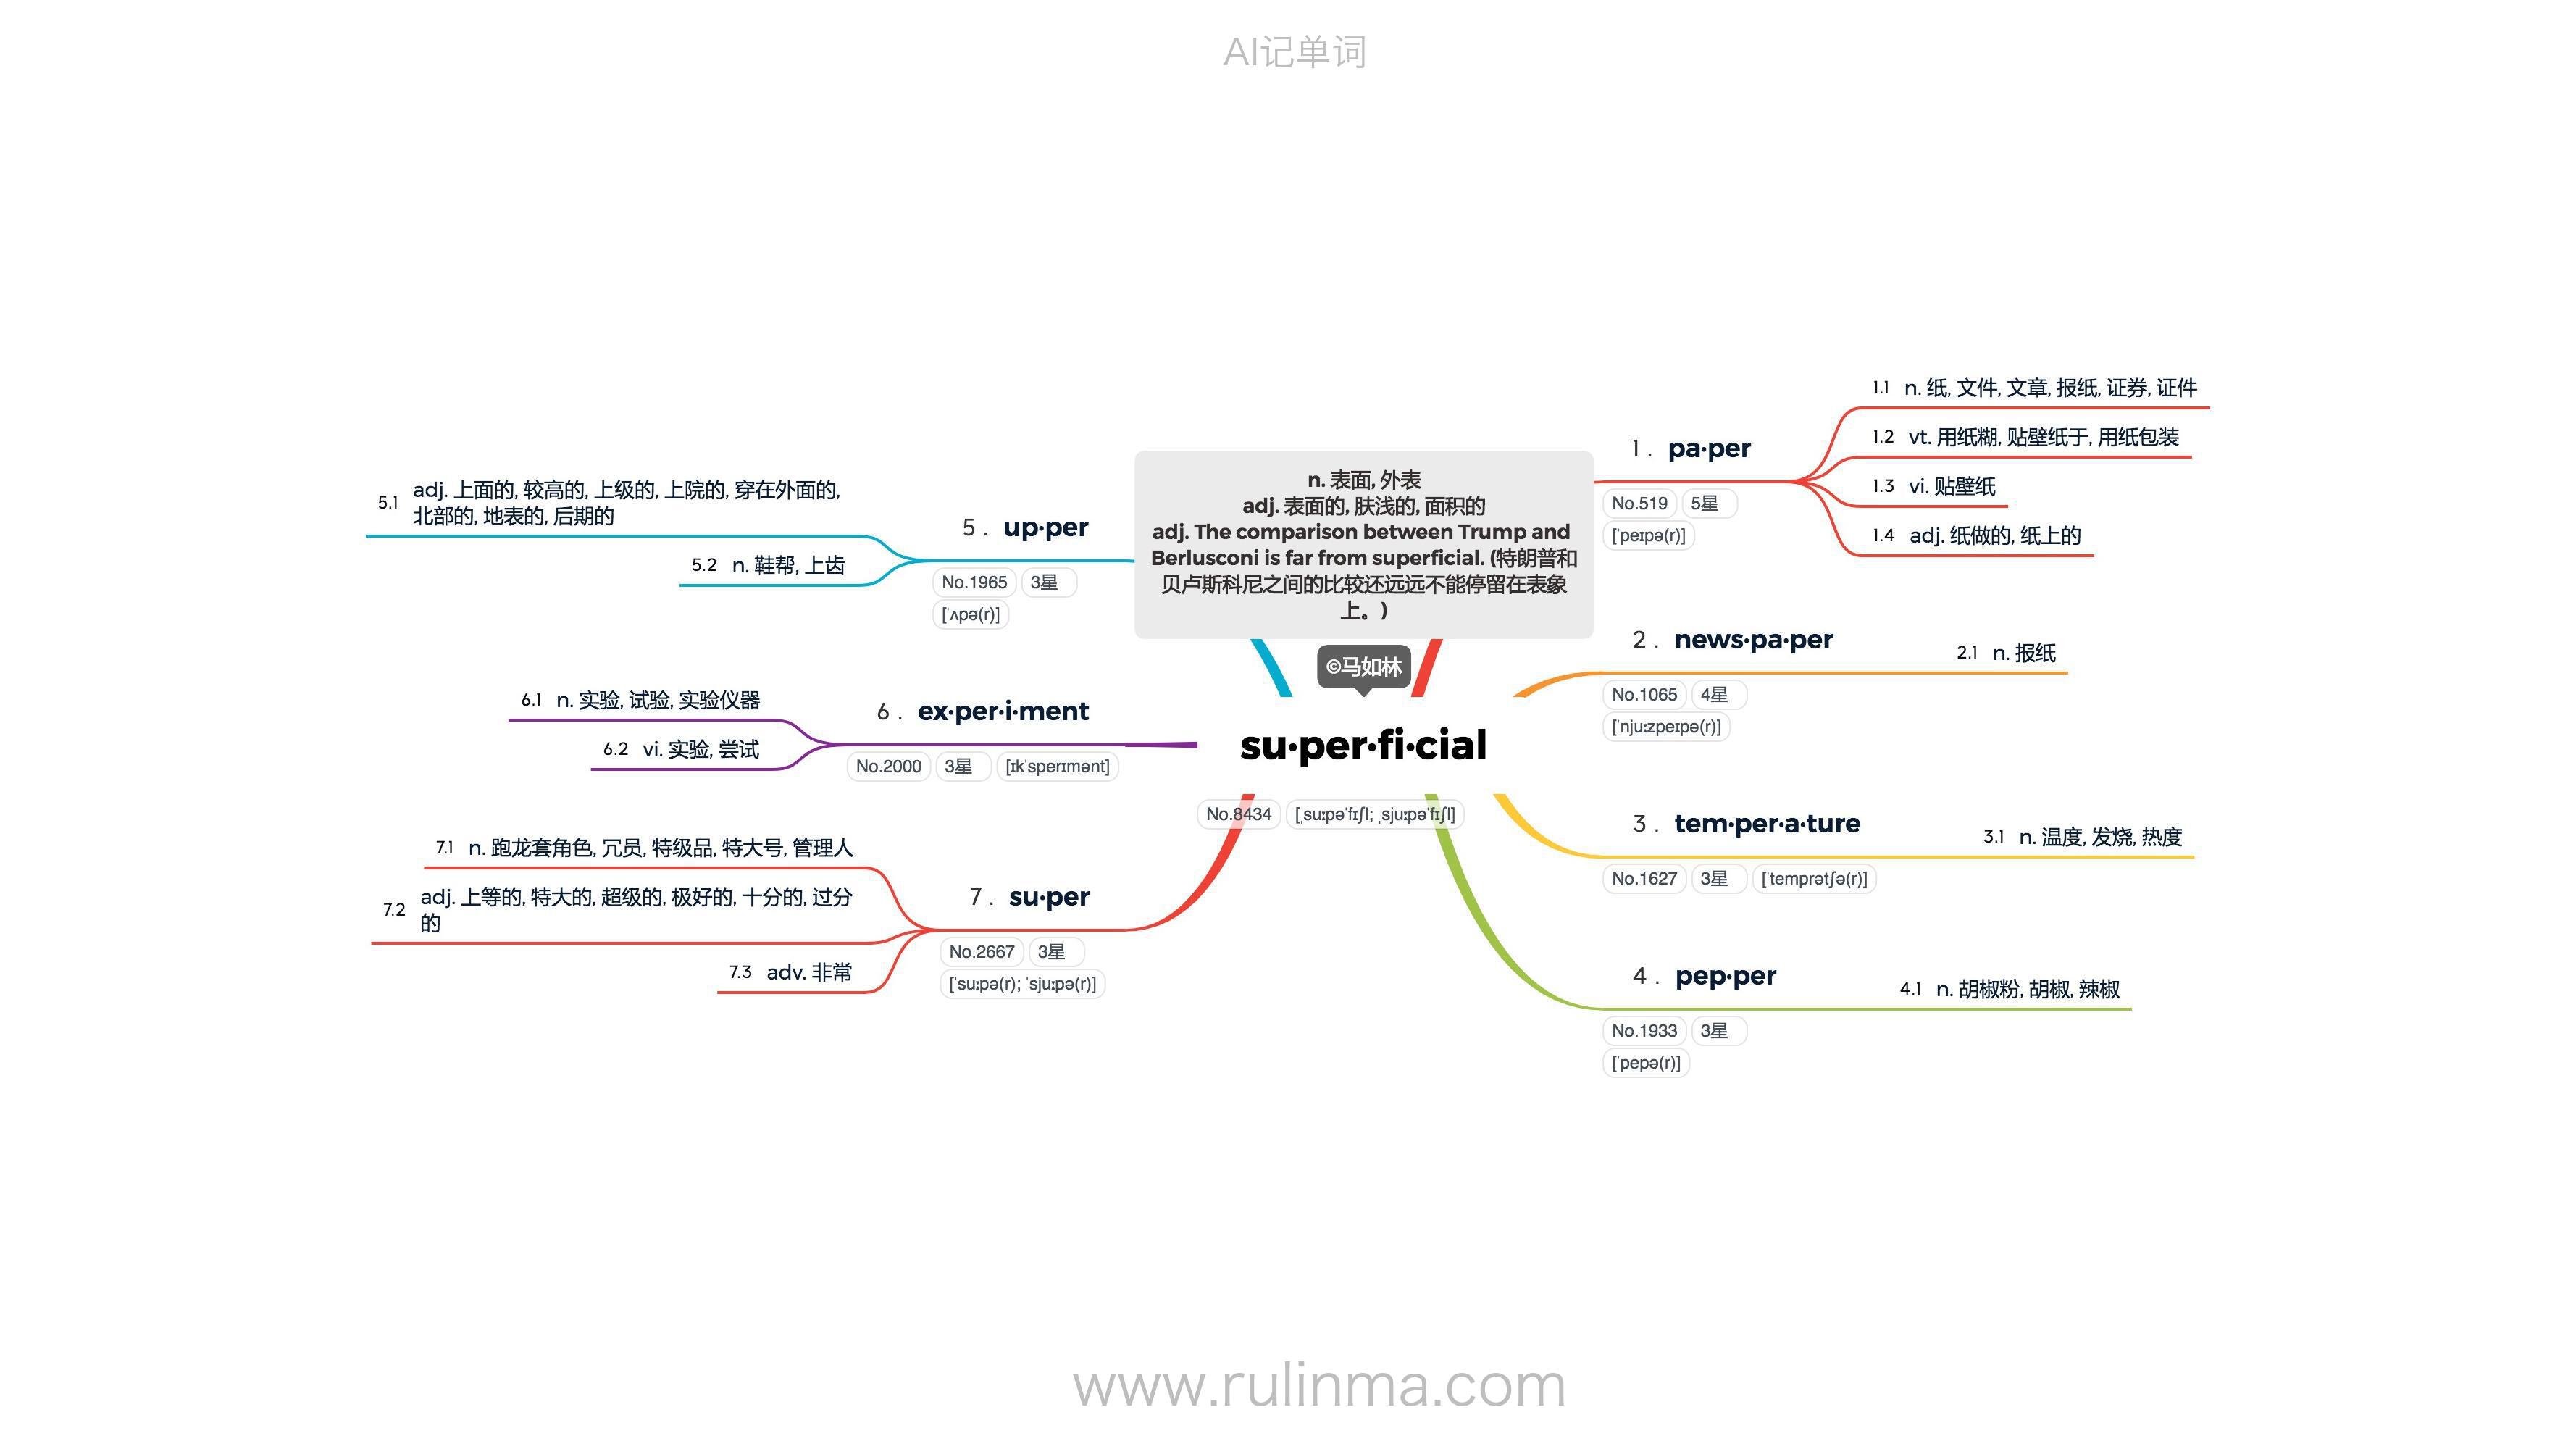 AI记单词
n. 表面, 外表
adj. 表面的, 肤浅的, 面积的
adj. The comparison between Trump and
Berlusconi is far from superficial. (特朗普和
贝卢斯科尼之间的比较还远远不能停留在表象
上。)
©马如林
su·per·fi·cial
No.8434 [ˌsuːpəˈfɪʃl; ˌsjuːpəˈfɪʃl]
1 . pa·per
No.519 5星
[ˈpeɪpə(r)]
1.1 n. 纸, 文件, 文章, 报纸, 证券, 证件
1.2 vt. 用纸糊, 贴壁纸于, 用纸包装
1.3 vi. 贴壁纸
1.4 adj. 纸做的, 纸上的
2 . news·pa·per
No.1065 4星
[ˈnjuːzpeɪpə(r)]
2.1 n. 报纸
3 . tem·per·a·ture
No.1627 3星 [ˈtemprətʃə(r)]
3.1 n. 温度, 发烧, 热度
4 . pep·per
No.1933 3星
[ˈpepə(r)]
4.1 n. 胡椒粉, 胡椒, 辣椒
5 . up·per
No.1965 3星
[ˈʌpə(r)]
5.1 adj. 上面的, 较高的, 上级的, 上院的, 穿在外面的,
北部的, 地表的, 后期的
5.2 n. 鞋帮, 上齿
6 . ex·per·i·ment
No.2000 3星 [ɪkˈsperɪmənt]
6.1 n. 实验, 试验, 实验仪器
6.2 vi. 实验, 尝试
7 . su·per
No.2667 3星
[ˈsuːpə(r); ˈsjuːpə(r)]
7.1 n. 跑龙套角色, 冗员, 特级品, 特大号, 管理人
7.2 adj. 上等的, 特大的, 超级的, 极好的, 十分的, 过分
的
7.3 adv. 非常
www.rulinma.com